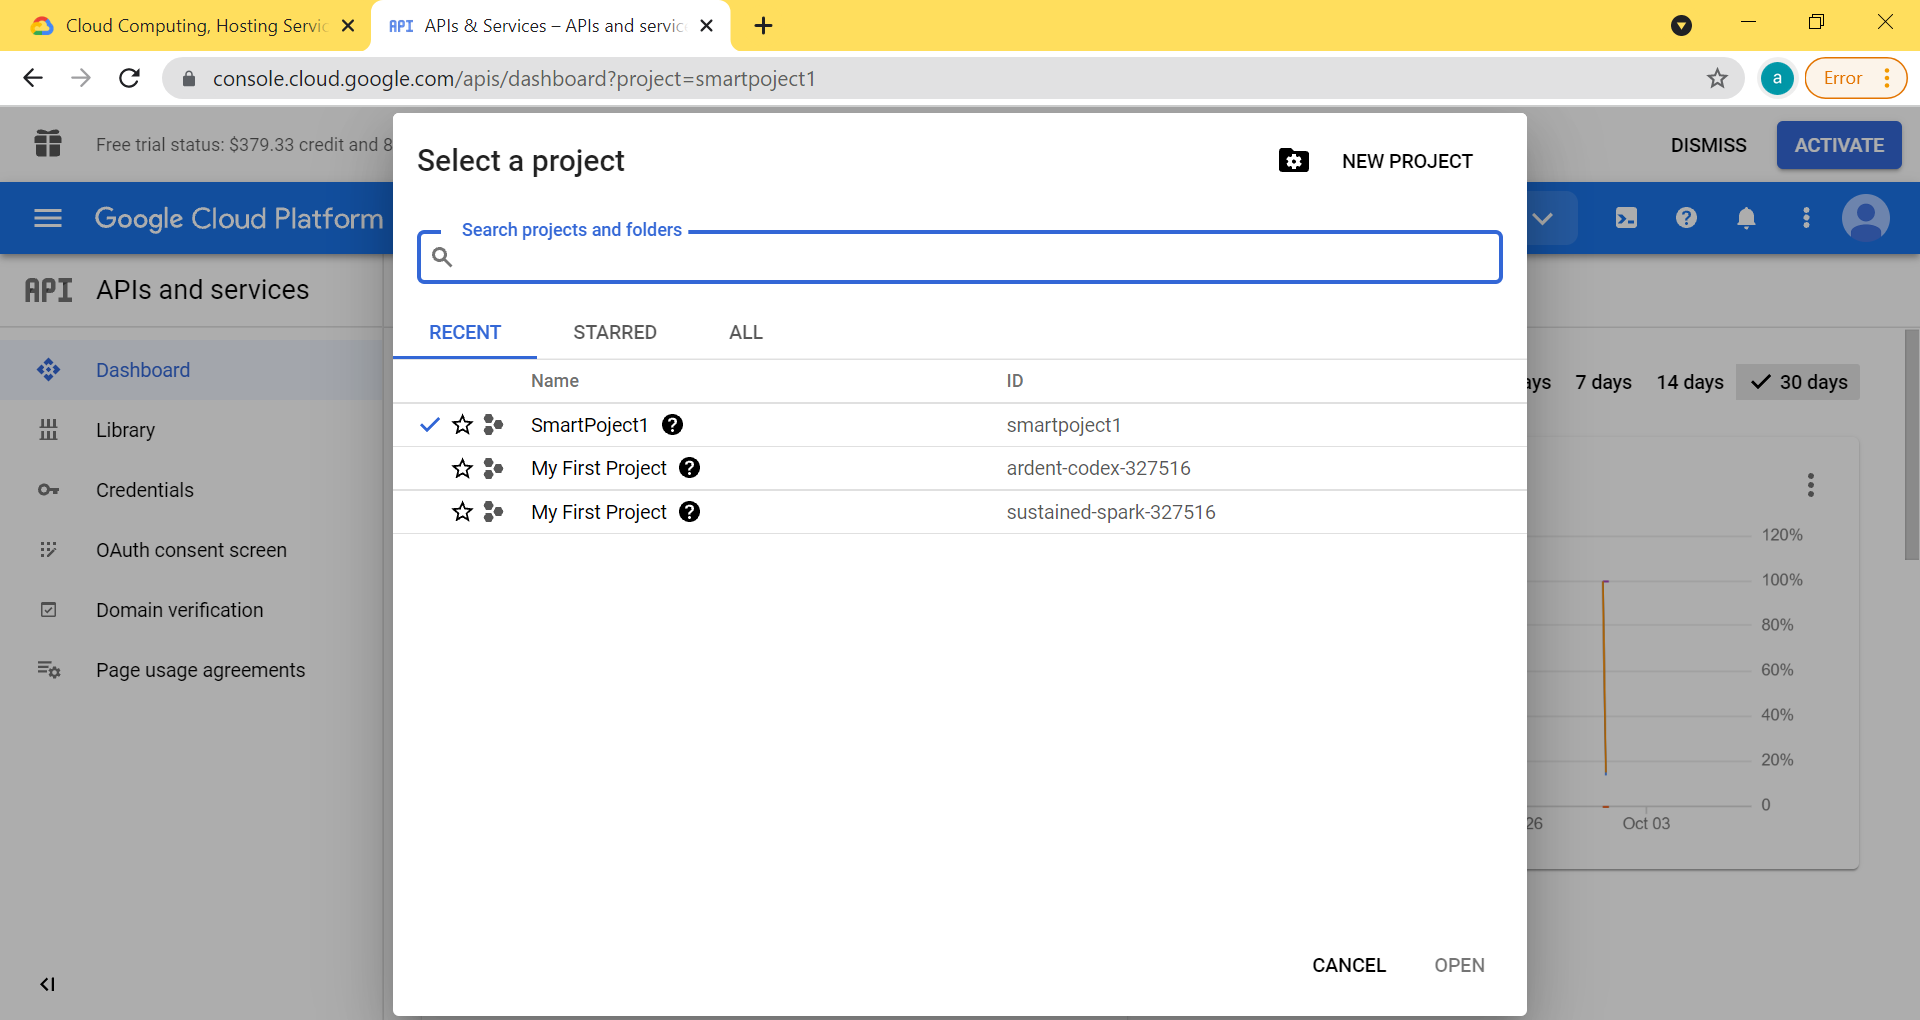 Cloud Computing, Hosting Servic
API APIs & Services – APIs and servic
console.cloud.google.com/apis/dashboard?project=smartpoject1
a
Error
Free trial status: $379.33 credit and 8
DISMISS
ACTIVATE
Google Cloud Platform
API APIs and services
Dashboard
Library
Credentials
OAuth consent screen
Domain verification
Page usage agreements
Select a project
NEW PROJECT
Search projects and folders
RECENT STARRED ALL
Name ID
SmartPoject1 smartpoject1
My First Project ardent-codex-327516
My First Project sustained-spark-327516
CANCEL OPEN
ays 7 days 14 days 30 days
120%
100%
80%
60%
40%
20%
0
26 Oct 03